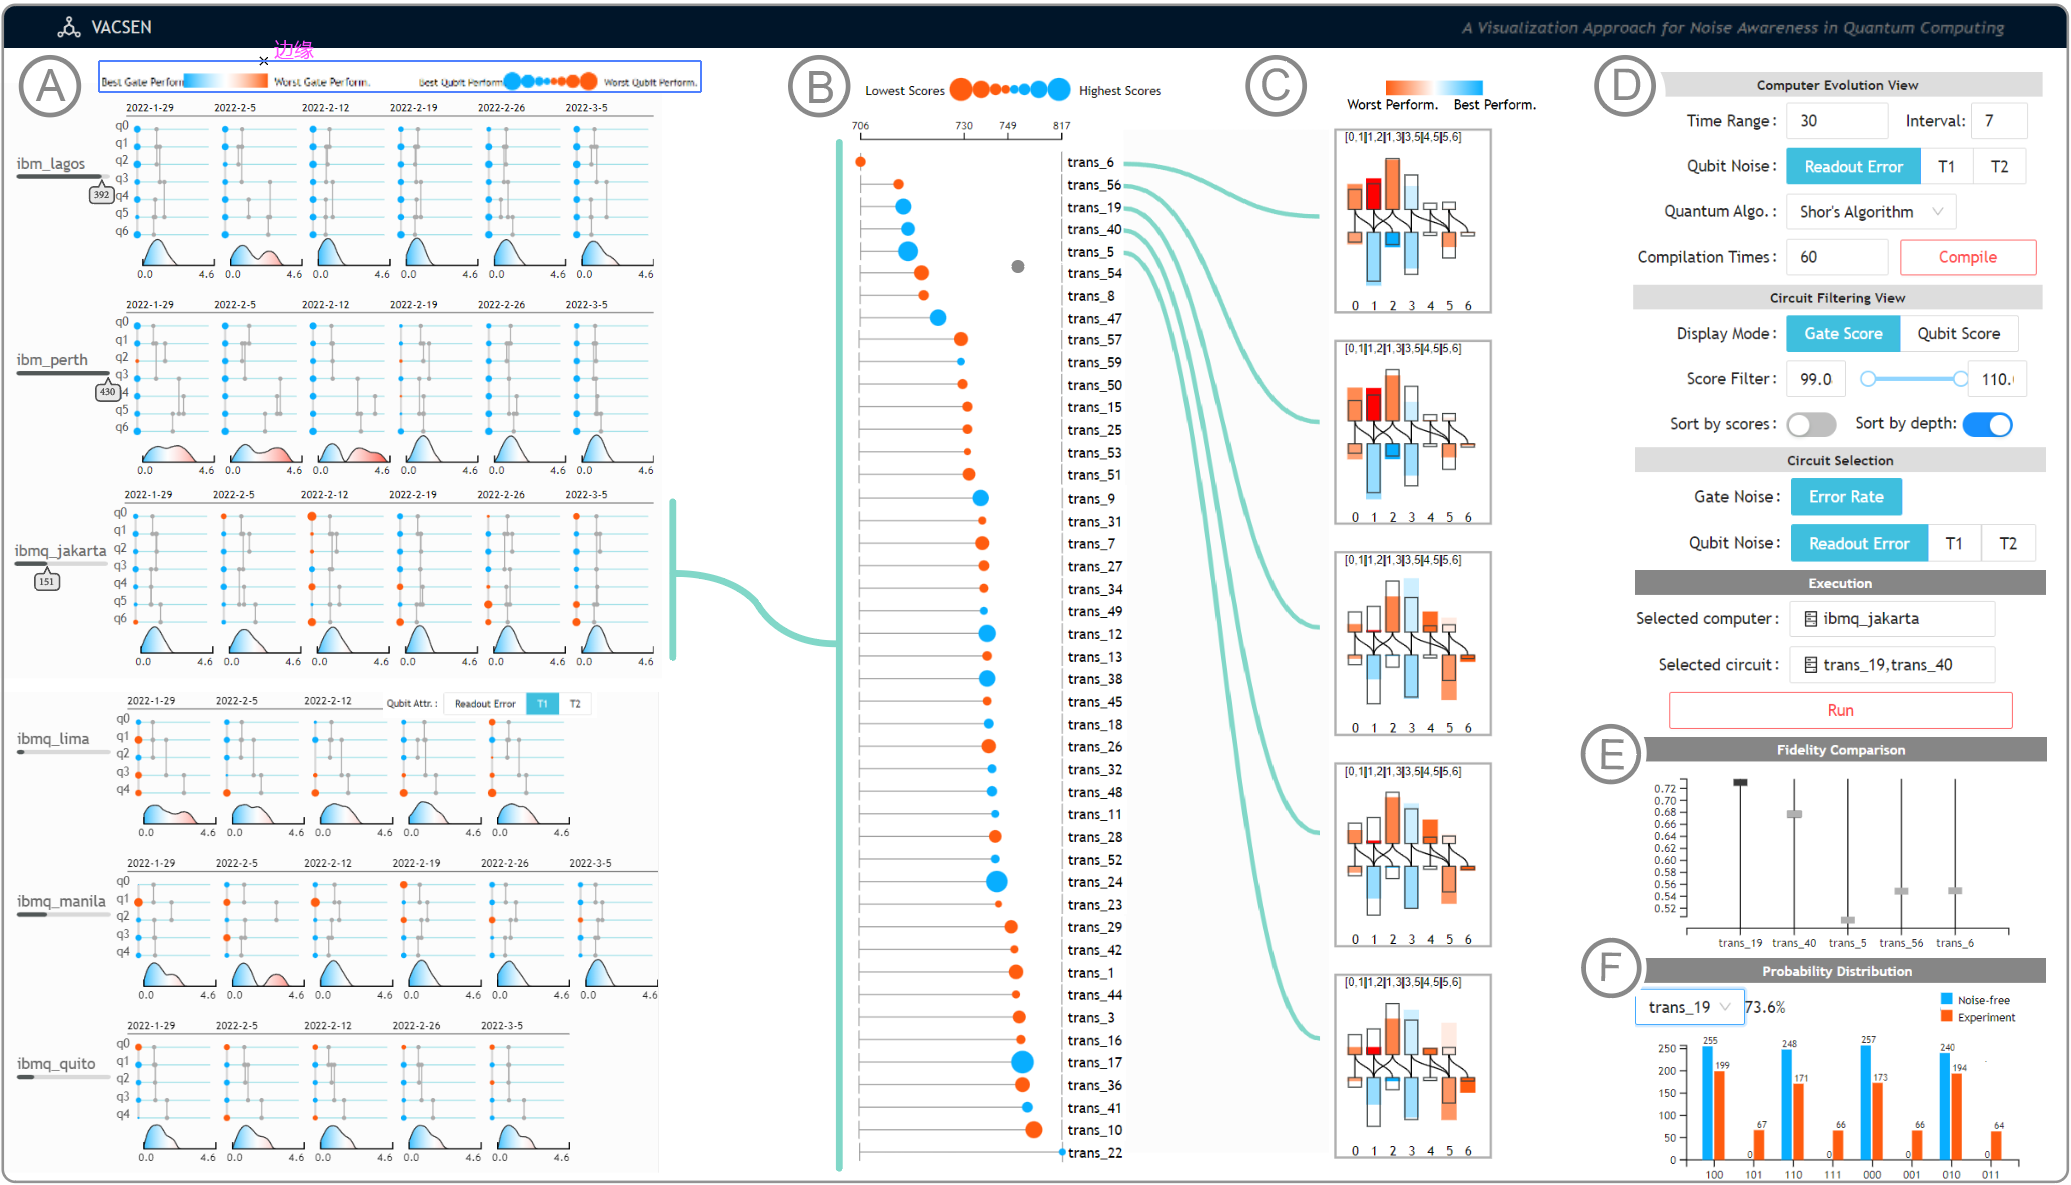 VACSEN
A Visualization Approach for Noise Awareness in Quantum Computing
边缘
A
Best Gate Perform
Worst Gate Perform.
Best Qubit Perform
Worst Qubit Perform.
2022-1-29 2022-2-5 2022-2-12 2022-2-19 2022-2-26 2022-3-5
ibm_lagos
392
q0
q1
q2
q3
q4
q5
q6
0.0 4.6 0.0 4.6 0.0 4.6 0.0 4.6 0.0 4.6 0.0 4.6
2022-1-29 2022-2-5 2022-2-12 2022-2-19 2022-2-26 2022-3-5
ibm_perth
430
q0
q1
q2
q3
4
q5
q6
0.0 4.6 0.0 4.6 0.0 4.6 0.0 4.6 0.0 4.6 0.0 4.6
2022-1-29 2022-2-5 2022-2-12 2022-2-19 2022-2-26 2022-3-5
ibmq_jakarta
151
q0
q1
q2
q3
q4
q5
q6
0.0 4.6 0.0 4.6 0.0 4.6 0.0 4.6 0.0 4.6 0.0 4.6
2022-1-29 2022-2-5 2022-2-12
Qubit Attr. : Readout Error T1 T2
ibmq_lima
q0
q1
q2
q3
q4
0.0 4.6 0.0 4.6 0.0 4.6 0.0 4.6 0.0 4.6
2022-1-29 2022-2-5 2022-2-12 2022-2-19 2022-2-26 2022-3-5
ibmq_manila
q0
q1
q2
q3
q4
0.0 4.6 0.0 4.6 0.0 4.6 0.0 4.6 0.0 4.6 0.0 4.6
2022-1-29 2022-2-5 2022-2-12 2022-2-26 2022-3-5
ibmq_quito
q0
q1
q2
q3
q4
0.0 4.6 0.0 4.6 0.0 4.6 0.0 4.6 0.0 4.6
B
Lowest Scores
Highest Scores
706 730 749 817
trans_6
trans_56
trans_19
trans_40
trans_5
trans_54
trans_8
trans_47
trans_57
trans_59
trans_50
trans_15
trans_25
trans_53
trans_51
trans_9
trans_31
trans_7
trans_27
trans_34
trans_49
trans_12
trans_13
trans_38
trans_45
trans_18
trans_26
trans_32
trans_48
trans_11
trans_28
trans_52
trans_24
trans_23
trans_29
trans_42
trans_1
trans_44
trans_3
trans_16
trans_17
trans_36
trans_41
trans_10
trans_22
C
Worst Perform. Best Perform.
[0,1][1,2][1,3][3,5][4,5][5,6]
0 1 2 3 4 5 6
[0,1][1,2][1,3][3,5][4,5][5,6]
0 1 2 3 4 5 6
[0,1][1,2][1,3][3,5][4,5][5,6]
0 1 2 3 4 5 6
[0,1][1,2][1,3][3,5][4,5][5,6]
0 1 2 3 4 5 6
[0,1][1,2][1,3][3,5][4,5][5,6]
0 1 2 3 4 5 6
D
Computer Evolution View
Time Range : 30 Interval: 7
Qubit Noise : Readout Error T1 T2
Quantum Algo. : Shor's Algorithm
Compilation Times : 60 Compile
Circuit Filtering View
Display Mode : Gate Score Qubit Score
Score Filter : 99.0 110.
Sort by scores : Sort by depth:
Circuit Selection
Gate Noise : Error Rate
Qubit Noise : Readout Error T1 T2
Execution
Selected computer : ibmq_jakarta
Selected circuit : trans_19,trans_40
Run
E
Fidelity Comparison
0.72
0.70
0.68
0.66
0.64
0.62
0.60
0.58
0.56
0.54
0.52
trans_19 trans_40 trans_5 trans_56 trans_6
F
Probability Distribution
trans_19 73.6%
Noise-free
Experiment
250
200
150
100
50
0
255 199 0 67 248 171 0 66 257 173 0 66 240 194 0 64
100 101 110 111 000 001 010 011